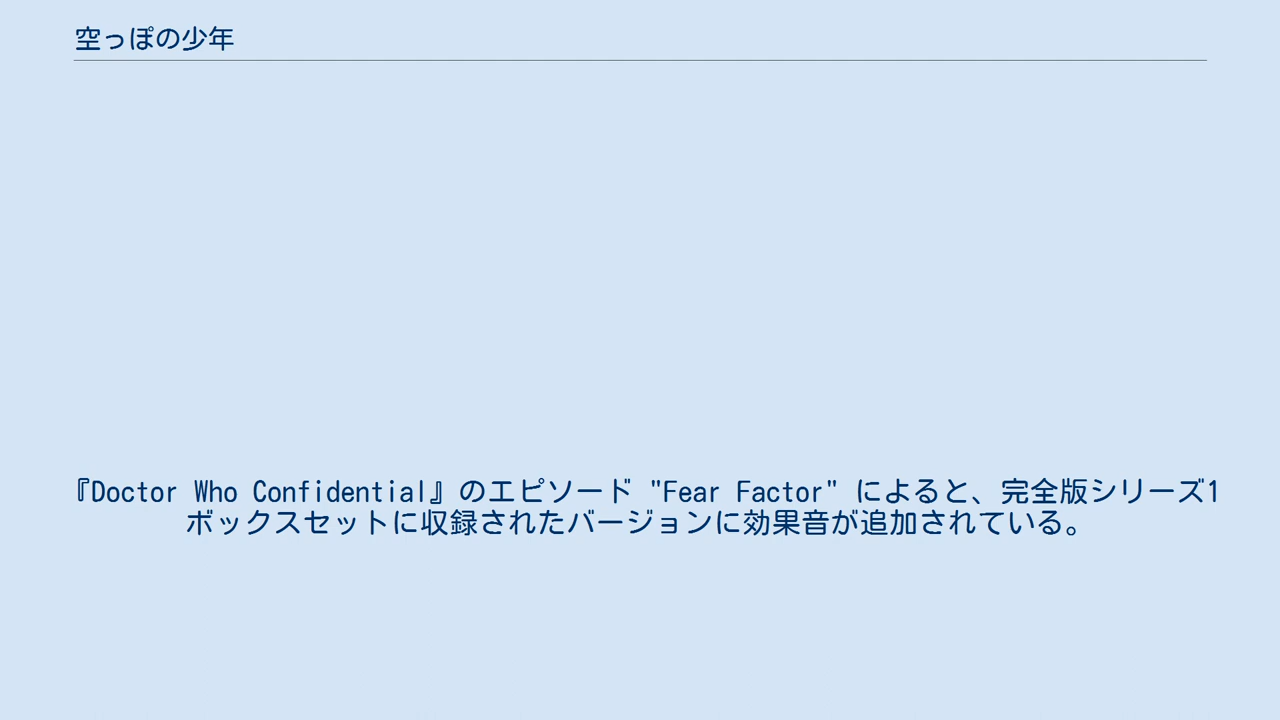 空っぽの少年
『Doctor Who Confidential』のエピソード "Fear Factor" によると、完全版シリーズ1
ボックスセットに収録されたバージョンに効果音が追加されている。